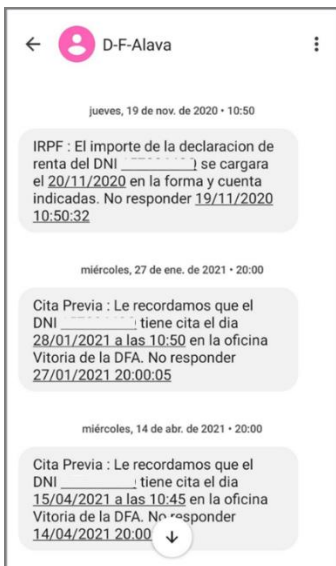 D-F-Alava
jueves, 19 de nov. de 2020 • 10:50
IRPF : El importe de la declaracion de
renta del DNI se cargara
el 20/11/2020 en la forma y cuenta
indicadas. No responder 19/11/2020
10:50:32
miércoles, 27 de ene. de 2021 • 20:00
Cita Previa : Le recordamos que el
DNI tiene cita el dia
28/01/2021 a las 10:50 en la oficina
Vitoria de la DFA. No responder
27/01/2021 20:00:05
miércoles, 14 de abr. de 2021 • 20:00
Cita Previa : Le recordamos que el
DNI tiene cita el dia
15/04/2021 a las 10:45 en la oficina
Vitoria de la DFA. No responder
14/04/2021 20:00